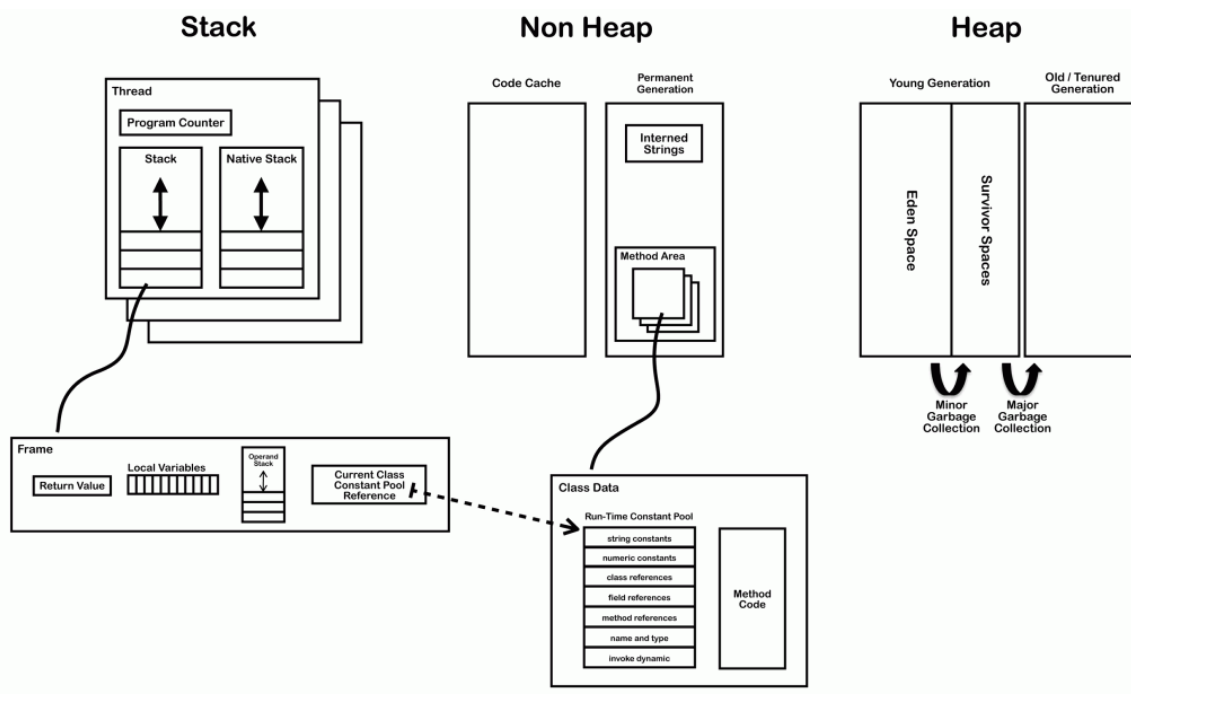 Stack
Non Heap
Heap
Thread
Program Counter
Stack
Native Stack
Code Cache
Permanent
Generation
Interned
Strings
Method Area
Young Generation
Old / Tenured
Generation
Eden Space
Survivor Spaces
Minor
Garbage
Collection
Major
Garbage
Collection
Frame
Return Value
Local Variables
Operand
Stack
Current Class
Constant Pool
Reference
Class Data
Run-Time Constant Pool
string constants
numeric constants
class references
field references
method references
name and type
invoke dynamic
Method
Code